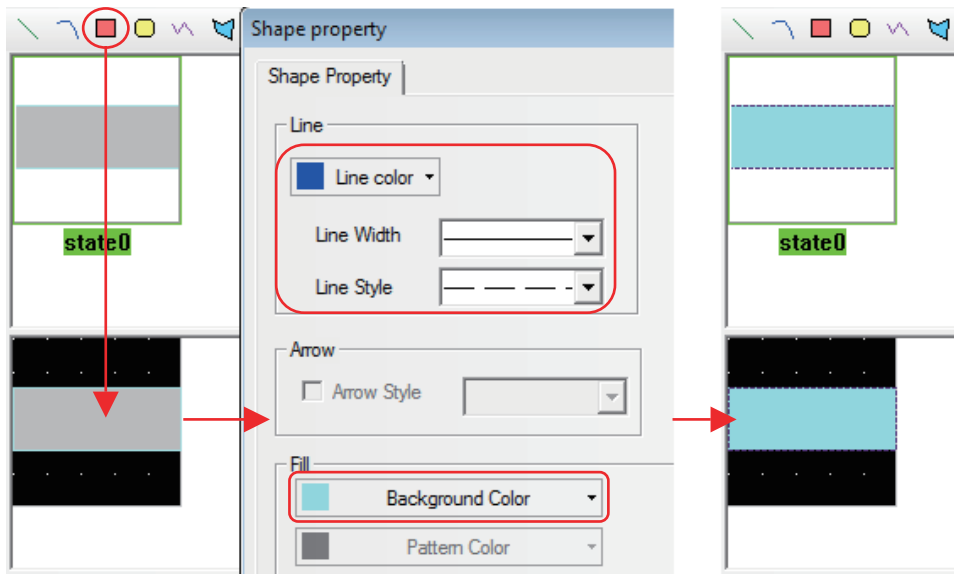 Shape property
Shape Property
Line
Line color
Line Width
Line Style
state0
Arrow
Arrow Style
Fill
Background Color
Pattern Color
state0